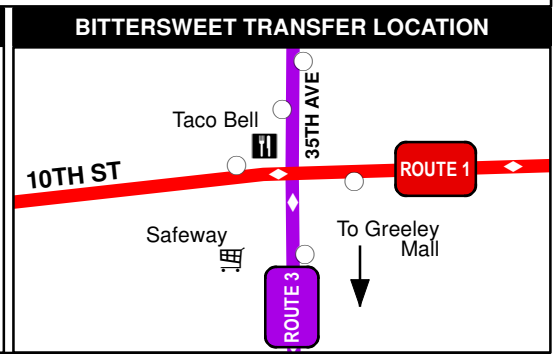 BITTERSWEET TRANSFER LOCATION
35TH AVE
Taco Bell
10TH ST
ROUTE 1
Safeway
To Greeley
Mall
ROUTE 3